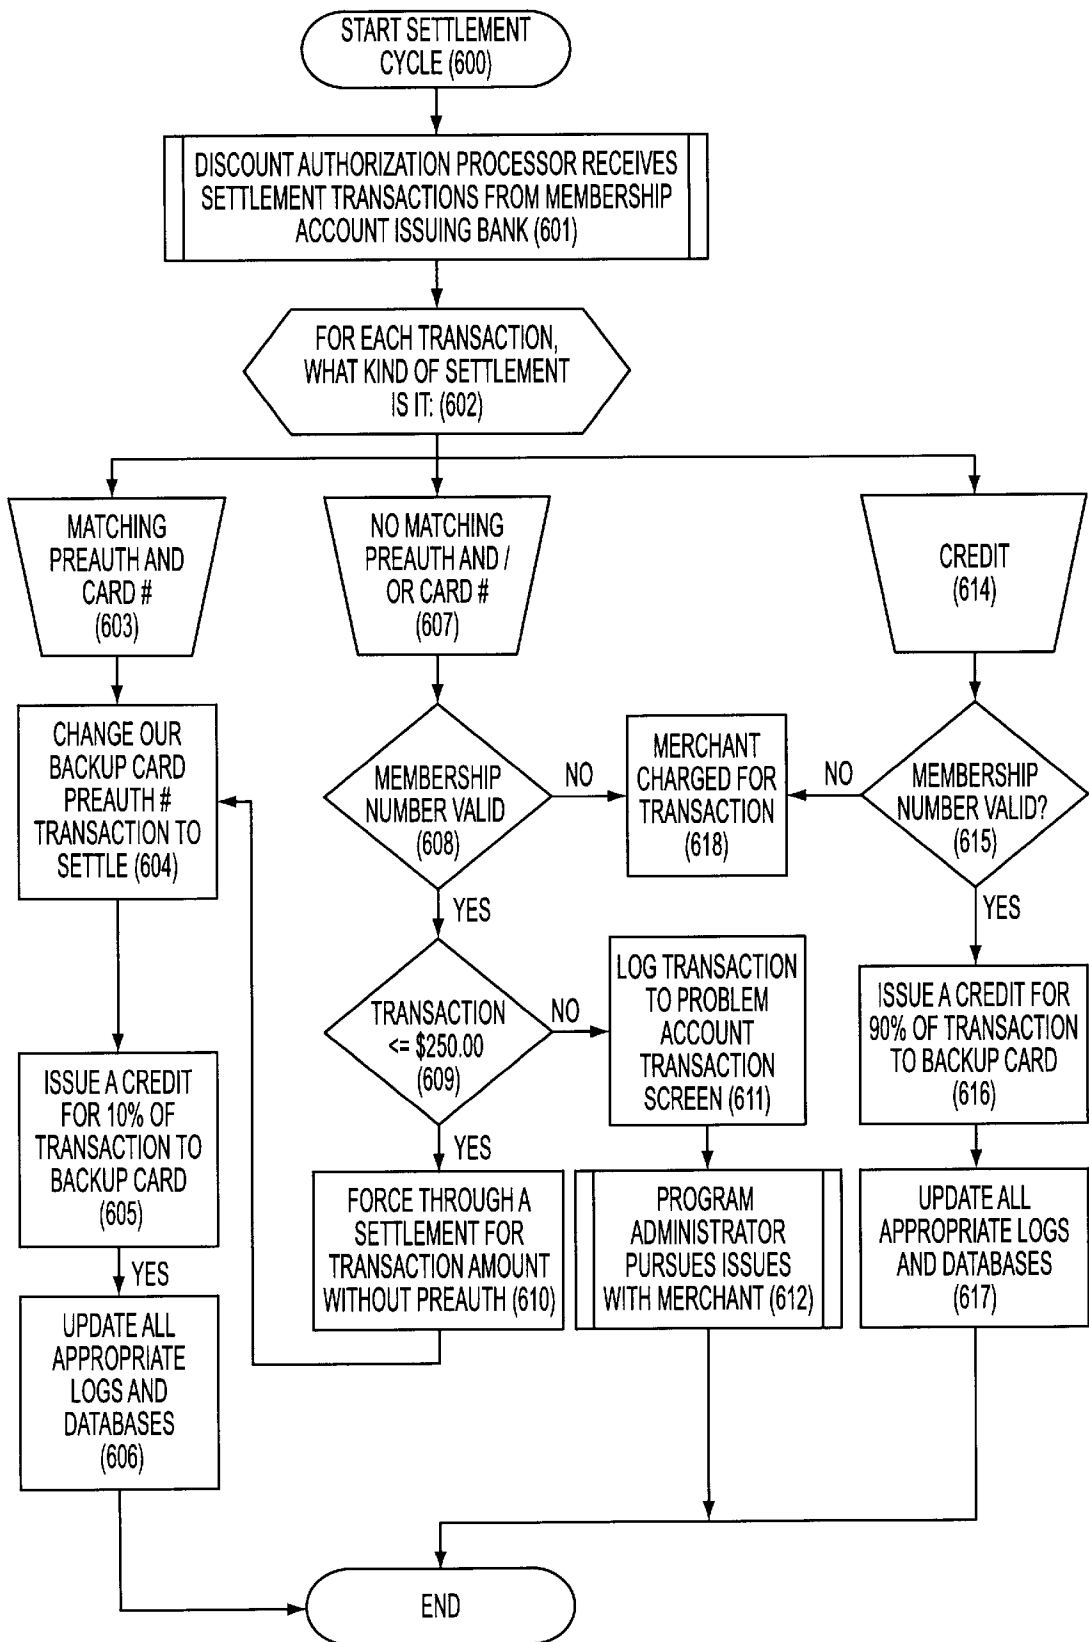 START SETTLEMENT
CYCLE (600)
DISCOUNT AUTHORIZATION PROCESSOR RECEIVES
SETTLEMENT TRANSACTIONS FROM MEMBERSHIP
ACCOUNT ISSUING BANK (601)
FOR EACH TRANSACTION,
WHAT KIND OF SETTLEMENT
IS IT: (602)
MATCHING
PREAUTH AND
CARD #
(603)
CHANGE OUR
BACKUP CARD
PREAUTH #
TRANSACTION TO
SETTLE (604)
ISSUE A CREDIT
FOR 10% OF
TRANSACTION TO
BACKUP CARD
(605)
YES
UPDATE ALL
APPROPRIATE
LOGS AND
DATABASES
(606)
NO MATCHING
PREAUTH AND /
OR CARD #
(607)
MEMBERSHIP
NUMBER VALID
(608)
NO
YES
TRANSACTION
<= $250.00
(609)
NO
YES
FORCE THROUGH A
SETTLEMENT FOR
TRANSACTION AMOUNT
WITHOUT PREAUTH (610)
MERCHANT
CHARGED FOR
TRANSACTION
(618)
LOG TRANSACTION
TO PROBLEM
ACCOUNT
TRANSACTION
SCREEN (611)
PROGRAM
ADMINISTRATOR
PURSUES ISSUES
WITH MERCHANT (612)
CREDIT
(614)
NO
MEMBERSHIP
NUMBER VALID?
(615)
YES
ISSUE A CREDIT FOR
90% OF TRANSACTION
TO BACKUP CARD
(616)
UPDATE ALL
APPROPRIATE LOGS
AND DATABASES
(617)
END